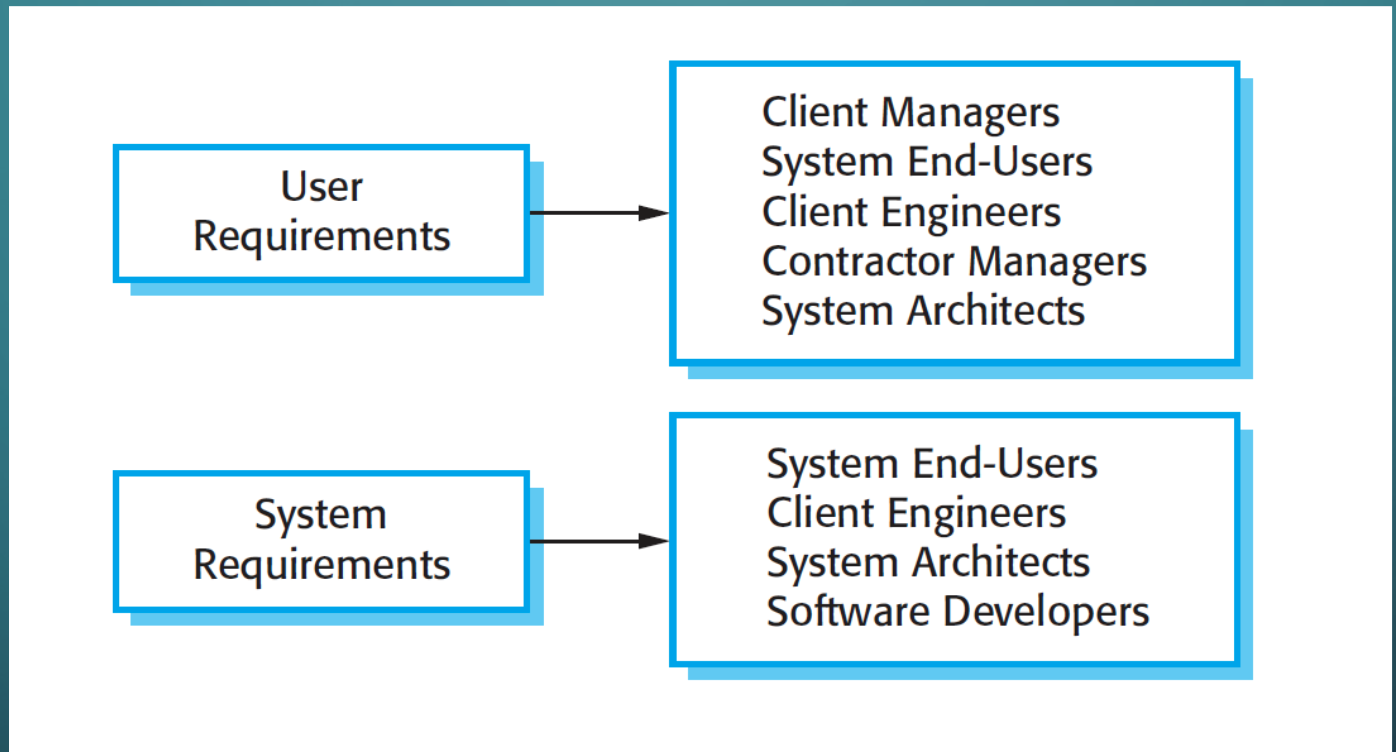 User
Requirements
Client Managers
System End-Users
Client Engineers
Contractor Managers
System Architects
System
Requirements
System End-Users
Client Engineers
System Architects
Software Developers